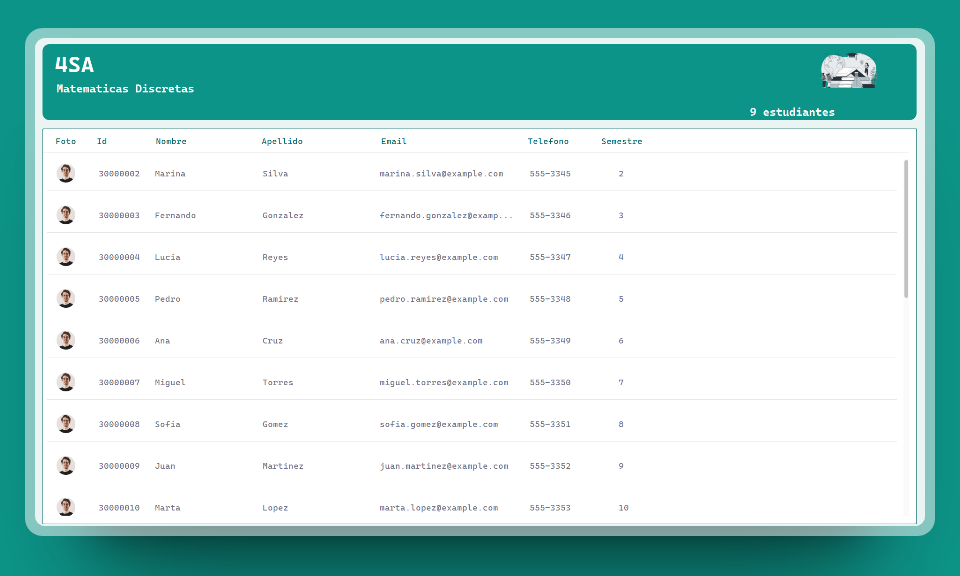 4SA
Matematicas Discretas
9 estudiantes
Foto Id Nombre Apellido Email Telefono Semestre
30000002 Marina Silva marina.silva@example.com 555-3345 2
30000003 Fernando Gonzalez fernando.gonzalez@examp... 555-3346 3
30000004 Lucia Reyes lucia.reyes@example.com 555-3347 4
30000005 Pedro Ramirez pedro.ramirez@example.com 555-3348 5
30000006 Ana Cruz ana.cruz@example.com 555-3349 6
30000007 Miguel Torres miguel.torres@example.com 555-3350 7
30000008 Sofia Gomez sofia.gomez@example.com 555-3351 8
30000009 Juan Martinez juan.martinez@example.com 555-3352 9
30000010 Marta Lopez marta.lopez@example.com 555-3353 10